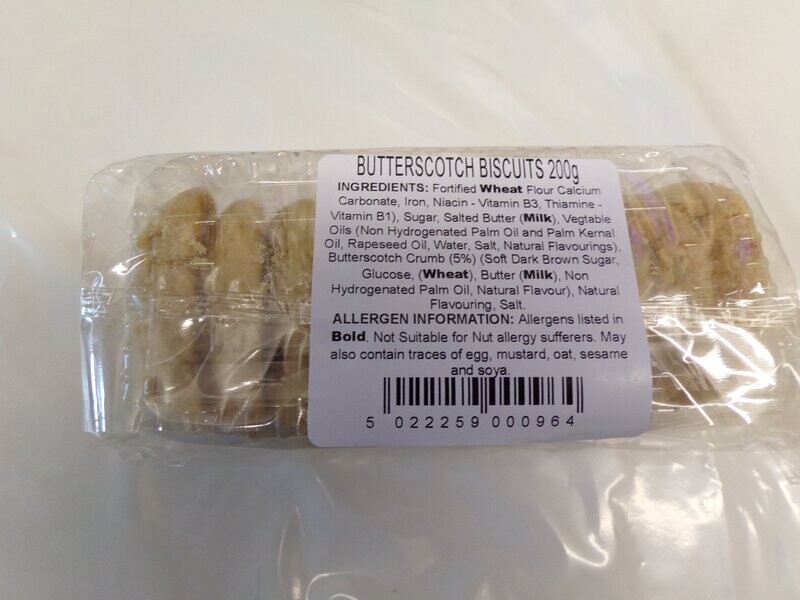 BUTTERSCOTCH BISCUITS 200g
INGREDIENTS: Fortified Wheat Flour Calcium
Carbonate, Iron, Niacin - Vitamin B3, Thiamine -
Vitamin B1), Sugar, Salted Butter (Milk), Vegtable
Oils (Non Hydrogenated Palm Oil and Palm Kernal
Oil, Rapeseed Oil, Water, Salt, Natural Flavourings),
Butterscotch Crumb (5%) (Soft Dark Brown Sugar,
Glucose, (Wheat), Butter (Milk), Non
Hydrogenated Palm Oil, Natural Flavour), Natural
Flavouring, Salt.
ALLERGEN INFORMATION: Allergens listed in
Bold. Not Suitable for Nut allergy sufferers. May
also contain traces of egg, mustard, oat, sesame
and soya.
5 022259 000964